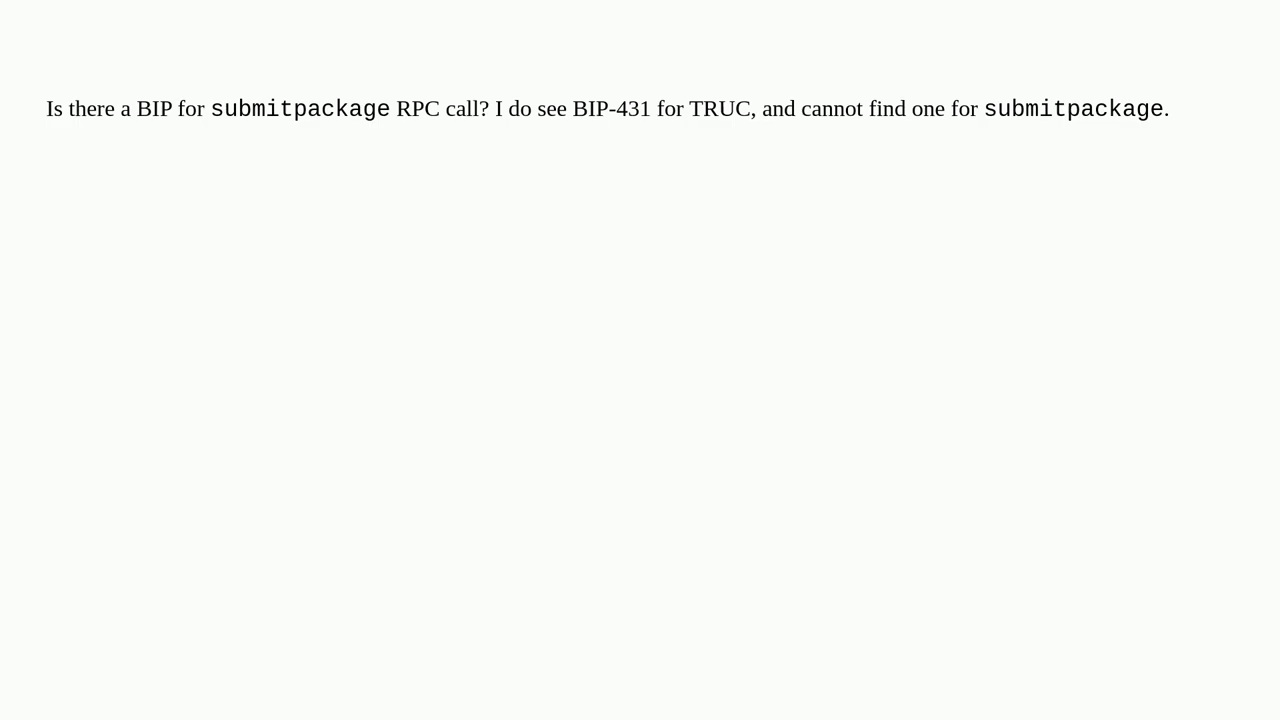 Is there a BIP for submitpackage RPC call? I do see BIP-431 for TRUC, and cannot find one for submitpackage.